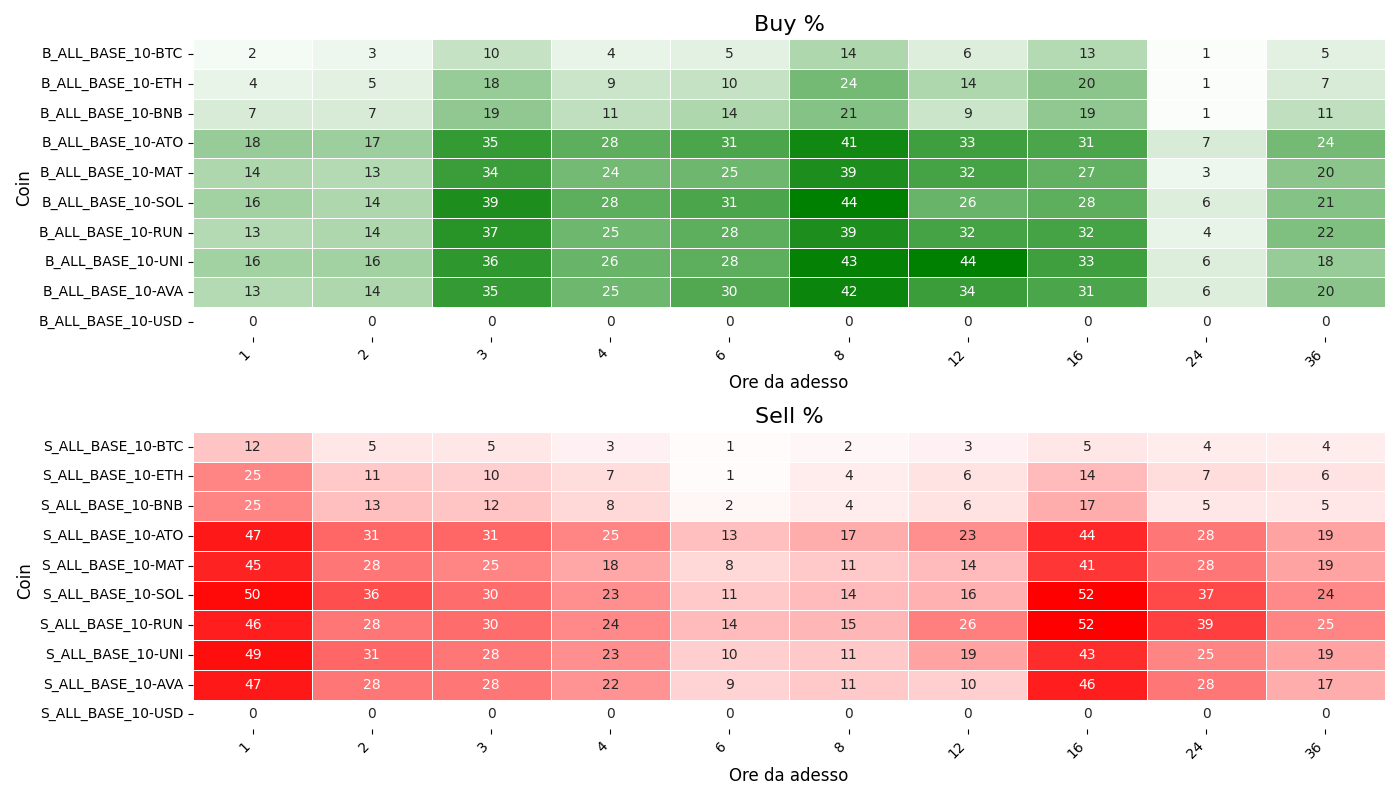 Buy %
Coin
B_ALL_BASE_10-BTC 2 3 10 4 5 14 6 13 1 5
B_ALL_BASE_10-ETH 4 5 18 9 10 24 14 20 1 7
B_ALL_BASE_10-BNB 7 7 19 11 14 21 9 19 1 11
B_ALL_BASE_10-ATO 18 17 35 28 31 41 33 31 7 24
B_ALL_BASE_10-MAT 14 13 34 24 25 39 32 27 3 20
B_ALL_BASE_10-SOL 16 14 39 28 31 44 26 28 6 21
B_ALL_BASE_10-RUN 13 14 37 25 28 39 32 32 4 22
B_ALL_BASE_10-UNI 16 16 36 26 28 43 44 33 6 18
B_ALL_BASE_10-AVA 13 14 35 25 30 42 34 31 6 20
B_ALL_BASE_10-USD 0 0 0 0 0 0 0 0 0 0
1 2 3 4 6 8 12 16 24 36
Ore da adesso
Sell %
Coin
S_ALL_BASE_10-BTC 12 5 5 3 1 2 3 5 4 4
S_ALL_BASE_10-ETH 25 11 10 7 1 4 6 14 7 6
S_ALL_BASE_10-BNB 25 13 12 8 2 4 6 17 5 5
S_ALL_BASE_10-ATO 47 31 31 25 13 17 23 44 28 19
S_ALL_BASE_10-MAT 45 28 25 18 8 11 14 41 28 19
S_ALL_BASE_10-SOL 50 36 30 23 11 14 16 52 37 24
S_ALL_BASE_10-RUN 46 28 30 24 14 15 26 52 39 25
S_ALL_BASE_10-UNI 49 31 28 23 10 11 19 43 25 19
S_ALL_BASE_10-AVA 47 28 28 22 9 11 10 46 28 17
S_ALL_BASE_10-USD 0 0 0 0 0 0 0 0 0 0
1 2 3 4 6 8 12 16 24 36
Ore da adesso